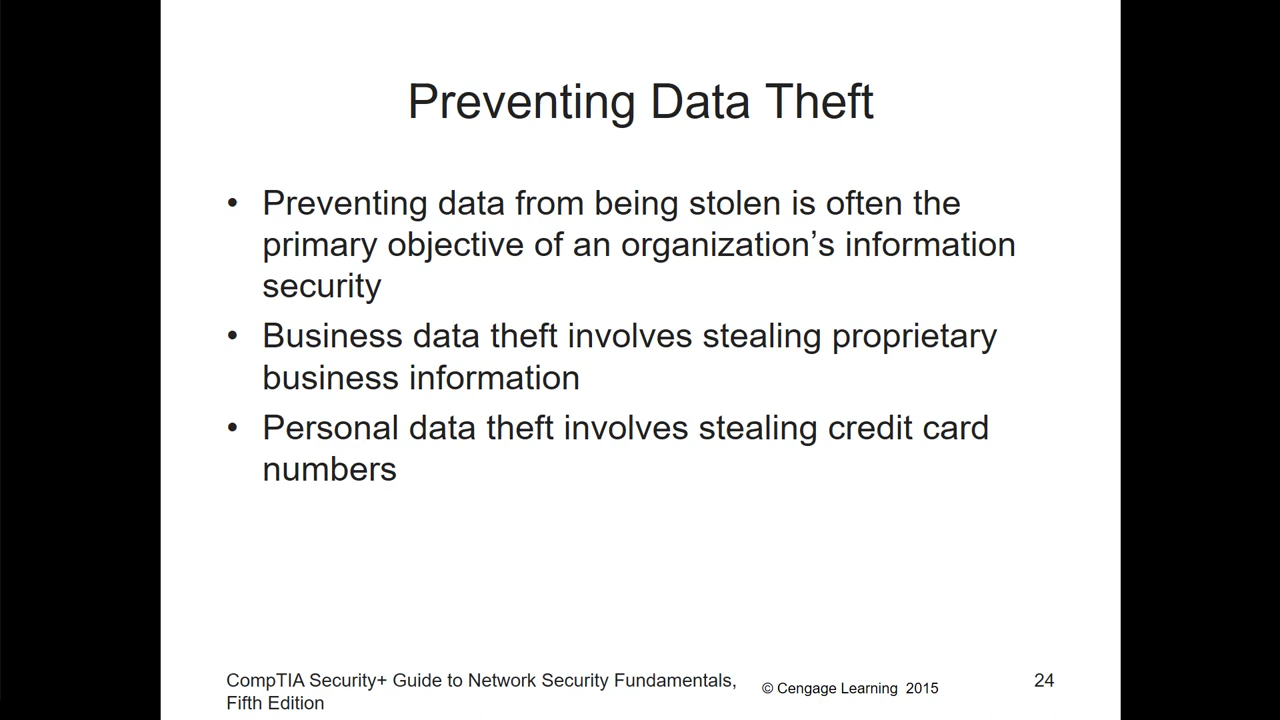 Preventing Data Theft
• Preventing data from being stolen is often the
primary objective of an organization’s information
security
• Business data theft involves stealing proprietary
business information
• Personal data theft involves stealing credit card
numbers
CompTIA Security+ Guide to Network Security Fundamentals,
Fifth Edition
© Cengage Learning 2015
24